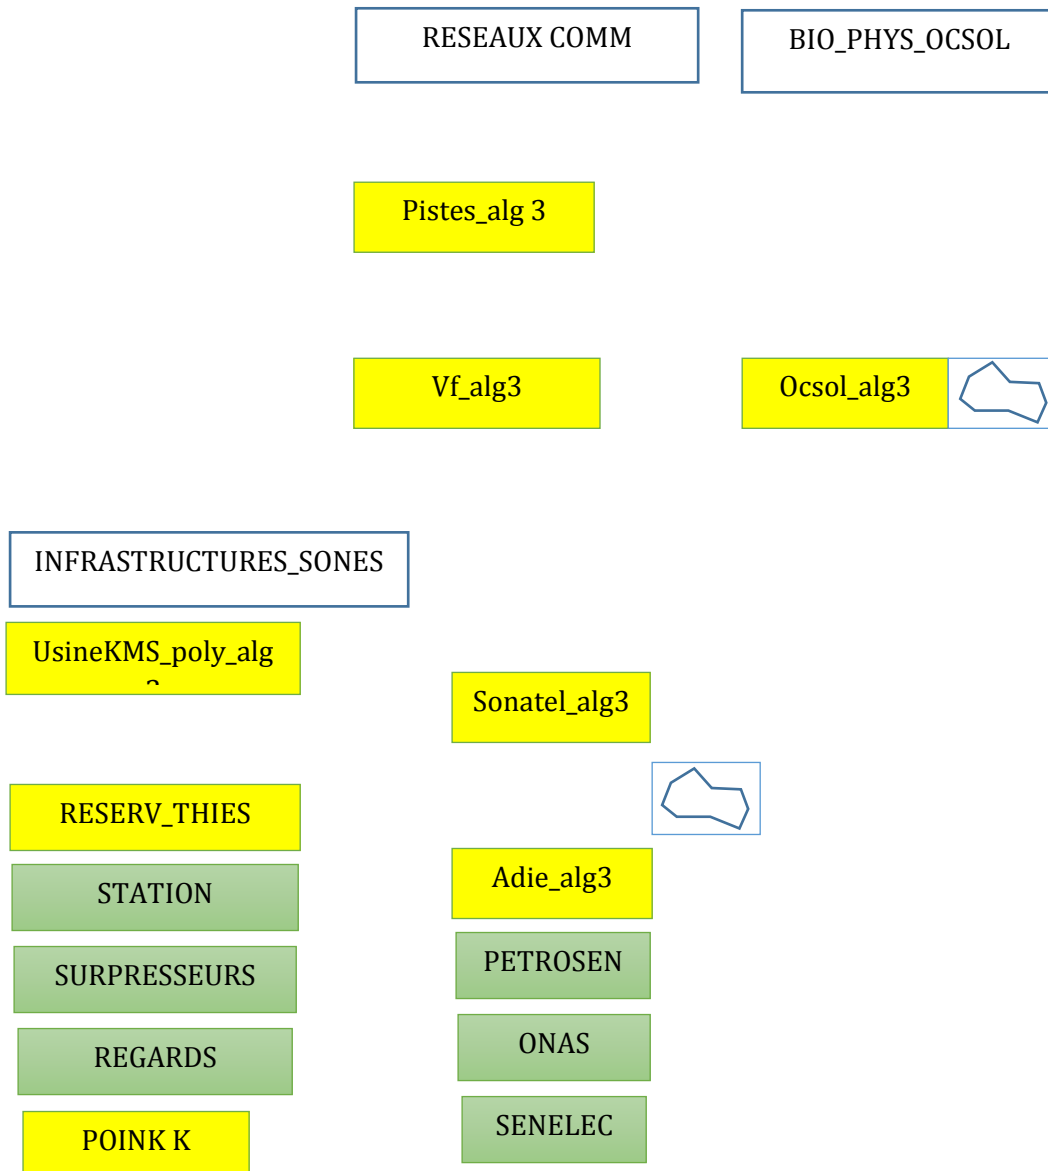 RESEAUX COMM
BIO_PHYS_OCSOL
Pistes_alg 3
Vf_alg3
Ocsol_alg3
INFRASTRUCTURES_SONES
UsineKMS_poly_alg
Sonatel_alg3
RESERV_THIES
Adie_alg3
STATION
PETROSEN
SURPRESSEURS
ONAS
REGARDS
SENELEC
POINK K